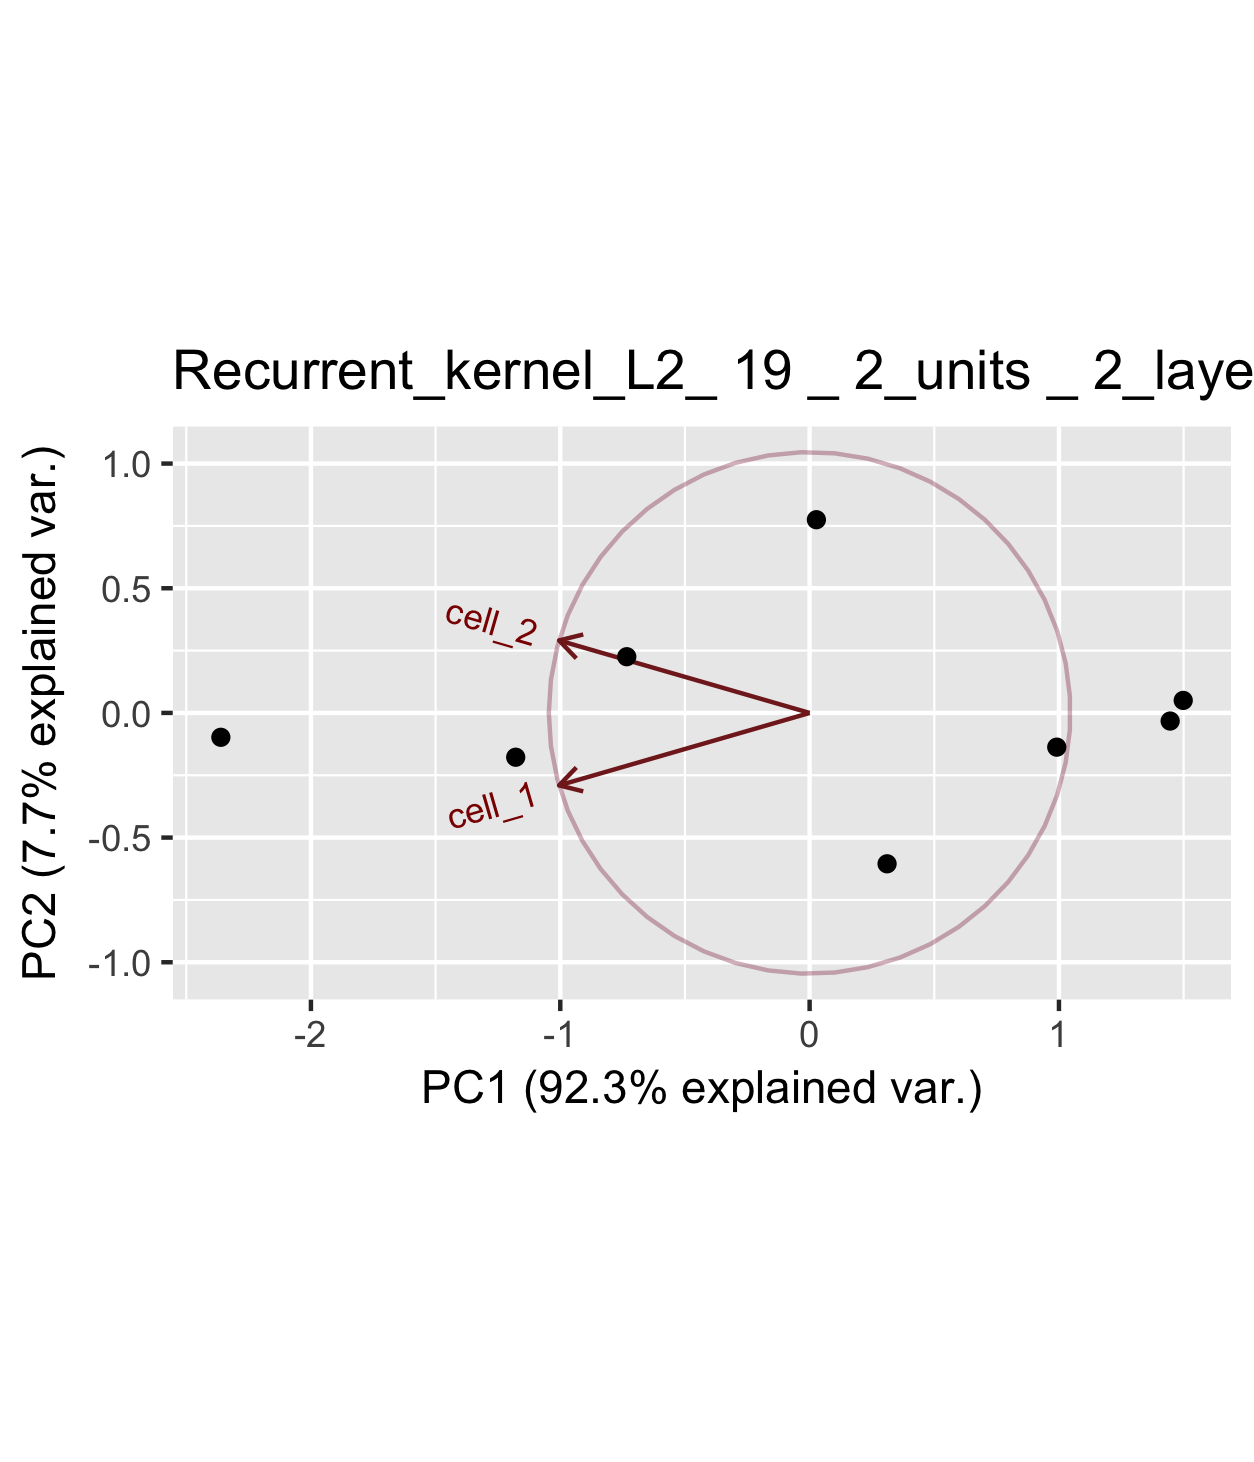 Recurrent_kernel_L2_ 19 _ 2_units _ 2_laye
1.0
0.5
0.0
-0.5
-1.0
PC2 (7.7% explained var.)
cell_2
cell_1
-2 -1 0 1
PC1 (92.3% explained var.)